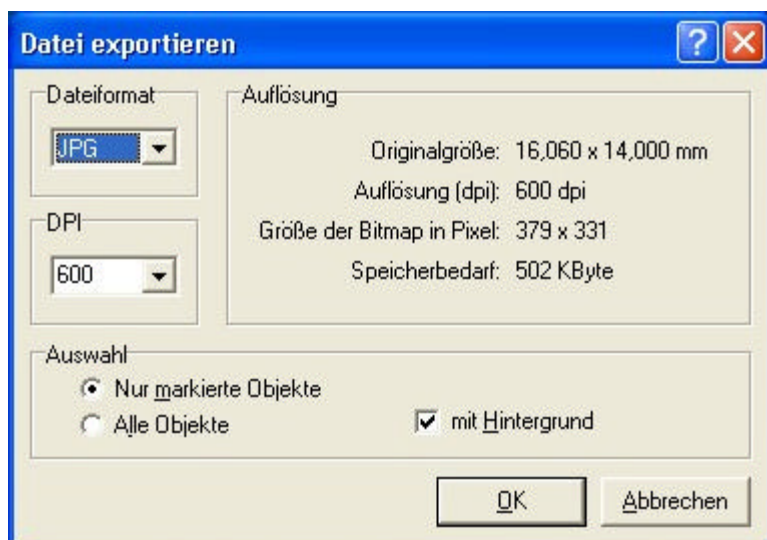 Datei exportieren
Dateiformat
JPG
DPI
600
Auflösung
Originalgröße: 16,060 x 14,000 mm
Auflösung (dpi): 600 dpi
Größe der Bitmap in Pixel: 379 x 331
Speicherbedarf: 502 KByte
Auswahl
Nur markierte Objekte
Alle Objekte
mit Hintergrund
OK
Abbrechen